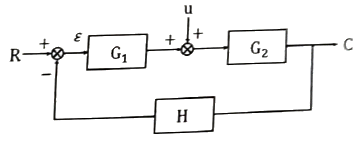 u
R + ε G₁ + + G₂ C
−
H